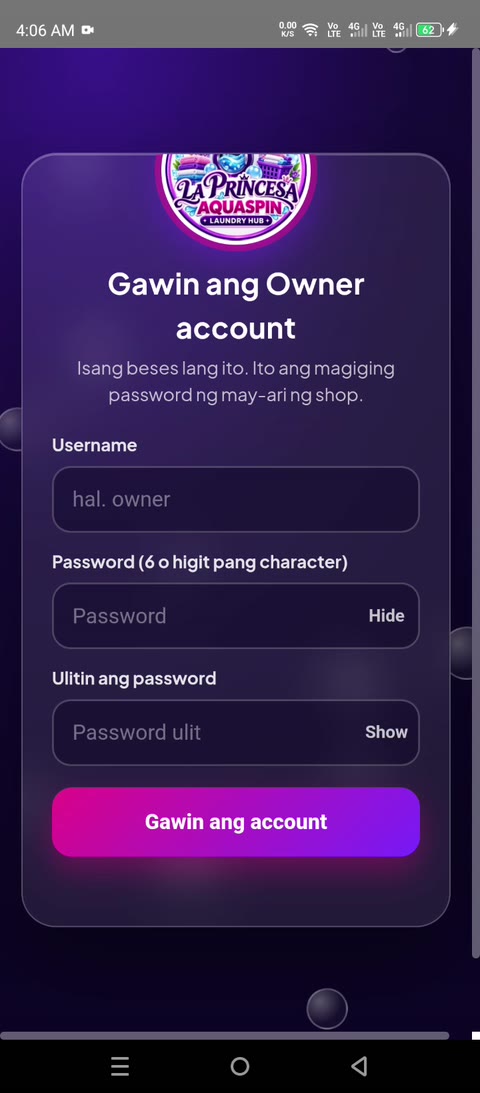 4:06 AM
0.00 K/S
Vo LTE
4G
Vo LTE
4G
62
LA PRINCESA
AQUASPIN
LAUNDRY HUB
Gawin ang Owner
account
Isang beses lang ito. Ito ang magiging
password ng may-ari ng shop.
Username
hal. owner
Password (6 o higit pang character)
Password
Hide
Ulitin ang password
Password ulit
Show
Gawin ang account